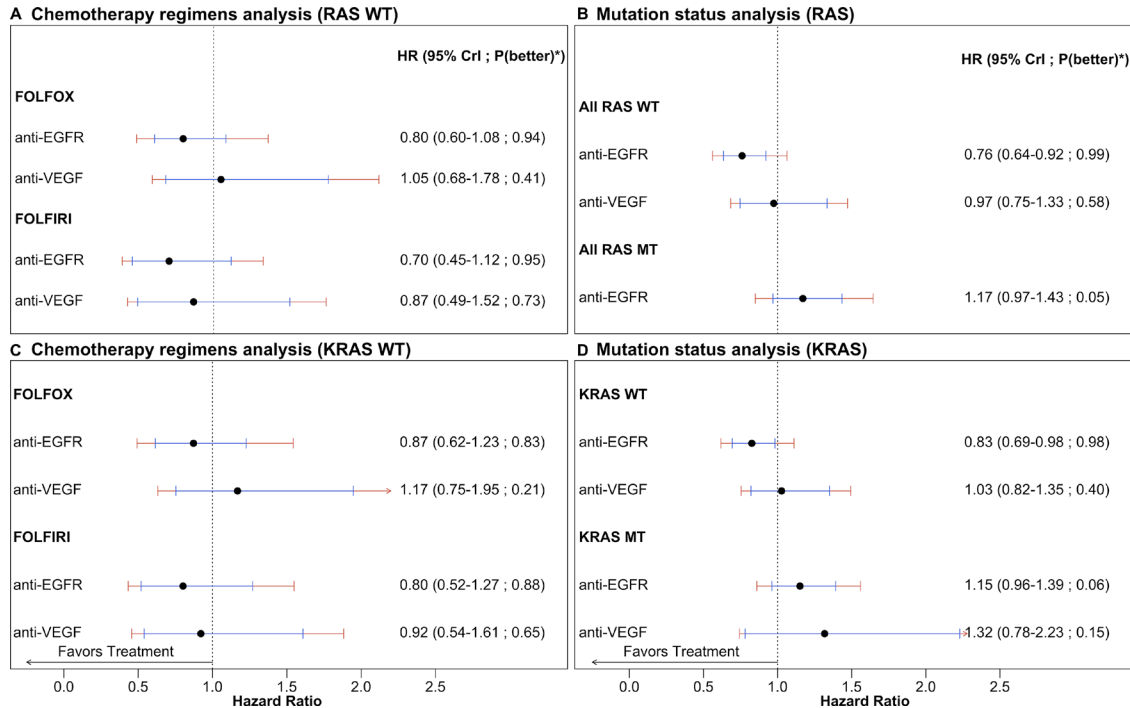 A Chemotherapy regimens analysis (RAS WT)
HR (95% CrI ; P(better)*)
FOLFOX
anti-EGFR 0.80 (0.60-1.08 ; 0.94)
anti-VEGF 1.05 (0.68-1.78 ; 0.41)
FOLFIRI
anti-EGFR 0.70 (0.45-1.12 ; 0.95)
anti-VEGF 0.87 (0.49-1.52 ; 0.73)
B Mutation status analysis (RAS)
HR (95% CrI ; P(better)*)
All RAS WT
anti-EGFR 0.76 (0.64-0.92 ; 0.99)
anti-VEGF 0.97 (0.75-1.33 ; 0.58)
All RAS MT
anti-EGFR 1.17 (0.97-1.43 ; 0.05)
C Chemotherapy regimens analysis (KRAS WT)
FOLFOX
anti-EGFR 0.87 (0.62-1.23 ; 0.83)
anti-VEGF 1.17 (0.75-1.95 ; 0.21)
FOLFIRI
anti-EGFR 0.80 (0.52-1.27 ; 0.88)
anti-VEGF 0.92 (0.54-1.61 ; 0.65)
Favors Treatment
0.0 0.5 1.0 1.5 2.0 2.5
Hazard Ratio
D Mutation status analysis (KRAS)
KRAS WT
anti-EGFR 0.83 (0.69-0.98 ; 0.98)
anti-VEGF 1.03 (0.82-1.35 ; 0.40)
KRAS MT
anti-EGFR 1.15 (0.96-1.39 ; 0.06)
anti-VEGF 1.32 (0.78-2.23 ; 0.15)
Favors Treatment
0.0 0.5 1.0 1.5 2.0 2.5
Hazard Ratio